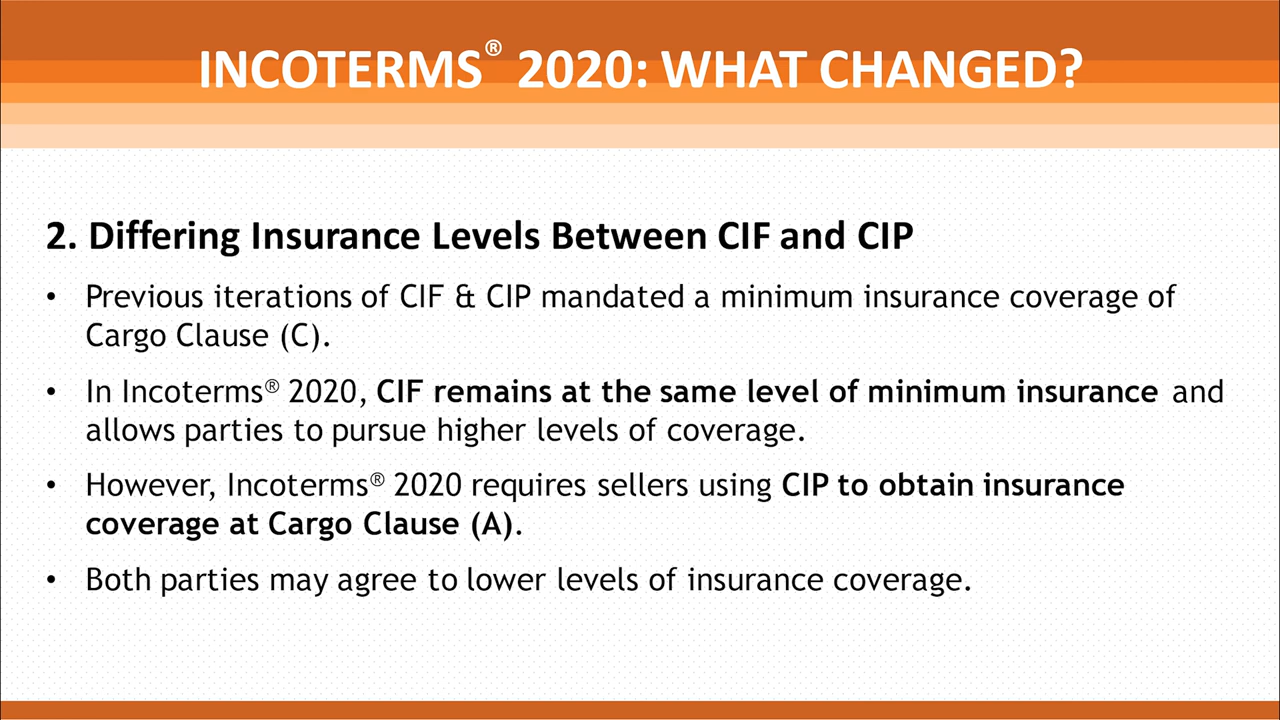 INCOTERMS® 2020: WHAT CHANGED?
2. Differing Insurance Levels Between CIF and CIP
• Previous iterations of CIF & CIP mandated a minimum insurance coverage of
Cargo Clause (C).
• In Incoterms® 2020, CIF remains at the same level of minimum insurance and
allows parties to pursue higher levels of coverage.
• However, Incoterms® 2020 requires sellers using CIP to obtain insurance
coverage at Cargo Clause (A).
• Both parties may agree to lower levels of insurance coverage.